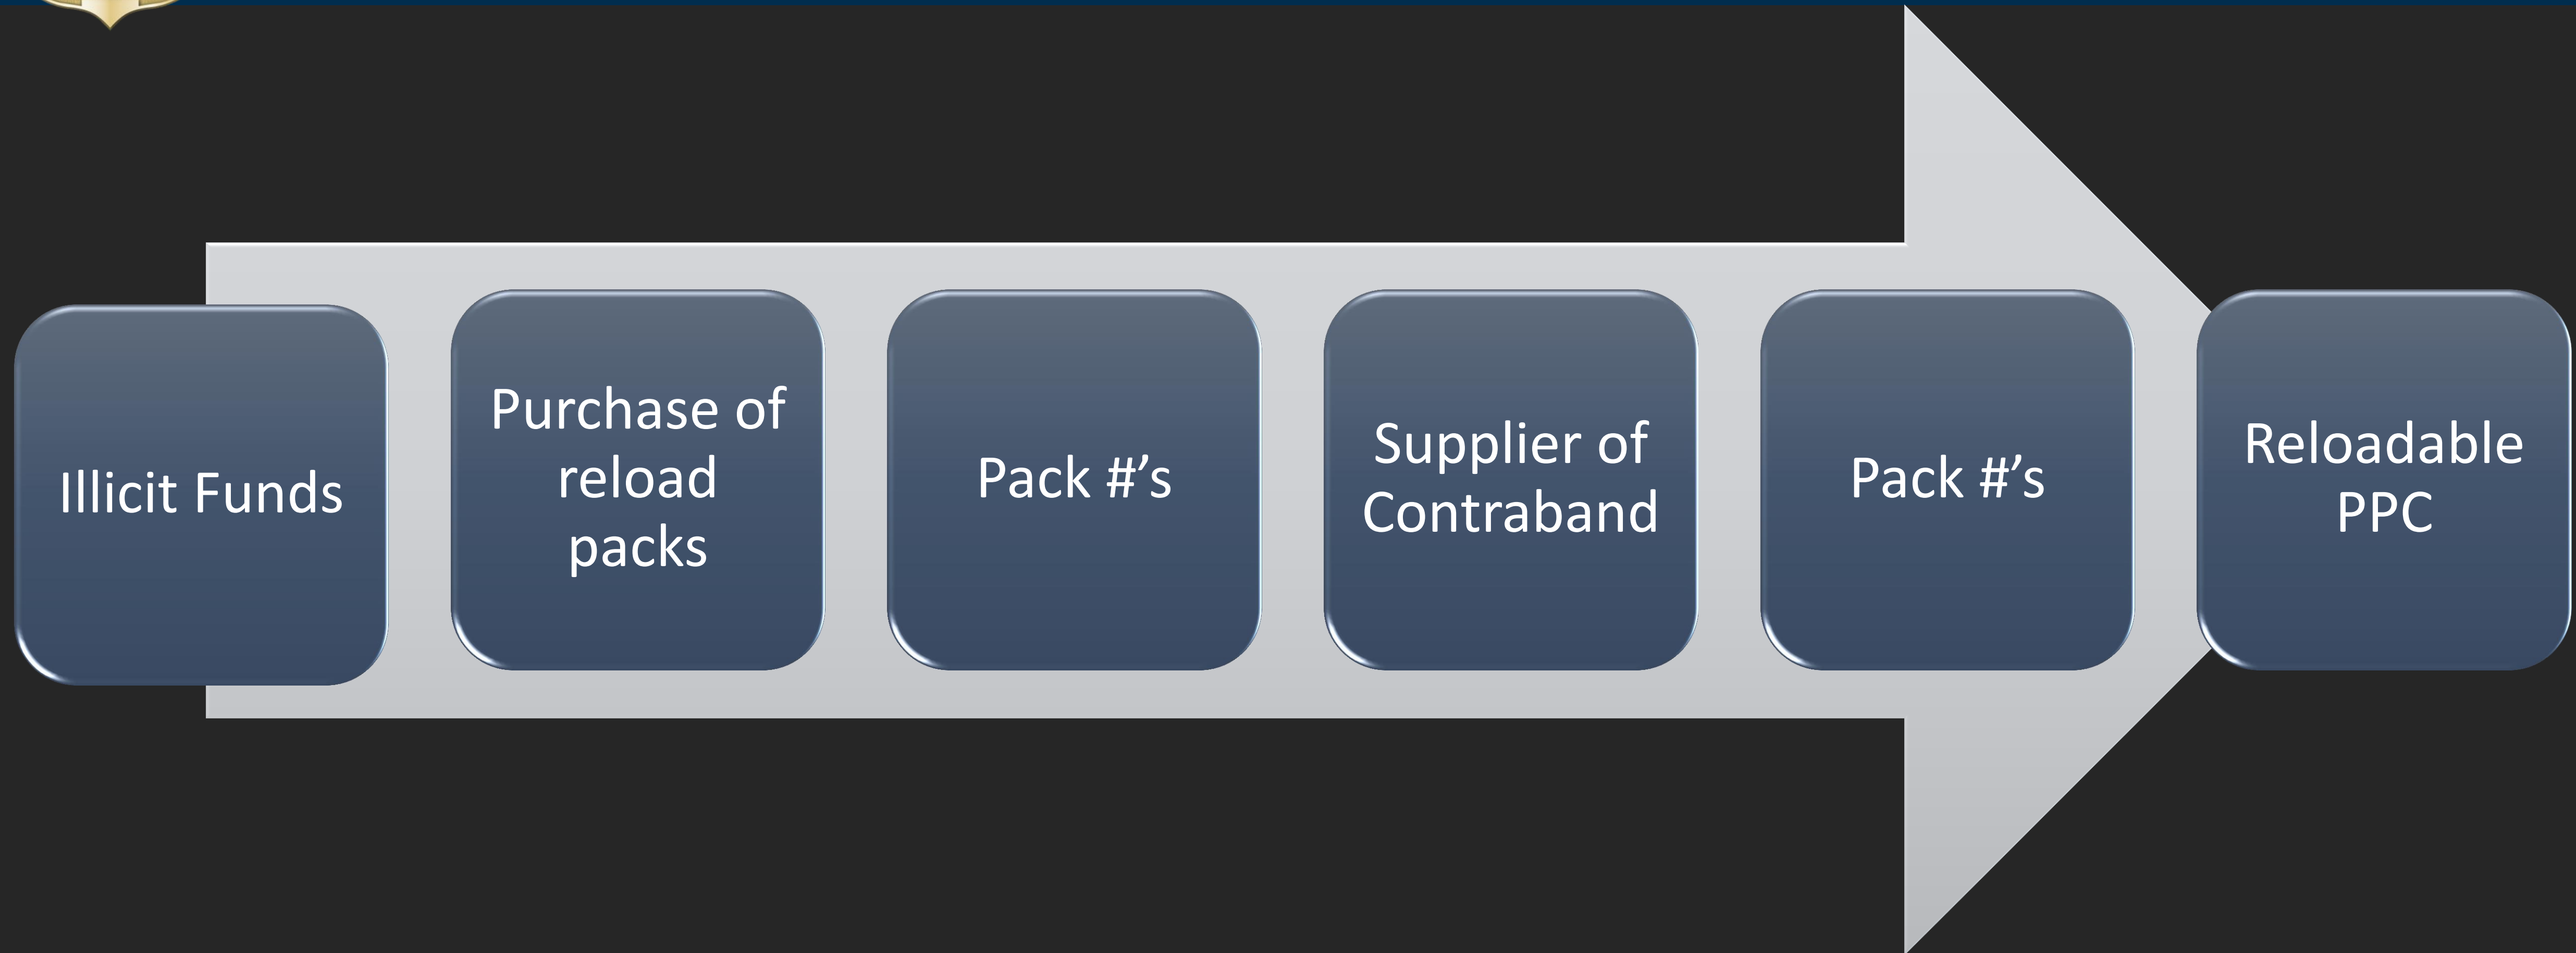 Illicit Funds
Purchase of
reload
packs
Pack #’s
Supplier of
Contraband
Pack #’s
Reloadable
PPC